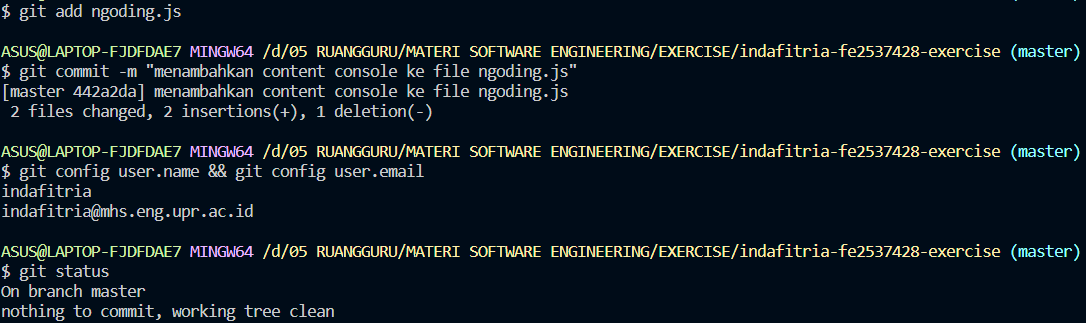 $ git add ngoding.js
ASUS@LAPTOP-FJDFDAE7 MINGW64 /d/05 RUANGGURU/MATERI SOFTWARE ENGINEERING/EXERCISE/indafitria-fe2537428-exercise (master)
$ git commit -m "menambahkan content console ke file ngoding.js"
[master 442a2da] menambahkan content console ke file ngoding.js
 2 files changed, 2 insertions(+), 1 deletion(-)
ASUS@LAPTOP-FJDFDAE7 MINGW64 /d/05 RUANGGURU/MATERI SOFTWARE ENGINEERING/EXERCISE/indafitria-fe2537428-exercise (master)
$ git config user.name && git config user.email
indafitria
indafitria@mhs.eng.upr.ac.id
ASUS@LAPTOP-FJDFDAE7 MINGW64 /d/05 RUANGGURU/MATERI SOFTWARE ENGINEERING/EXERCISE/indafitria-fe2537428-exercise (master)
$ git status
On branch master
nothing to commit, working tree clean